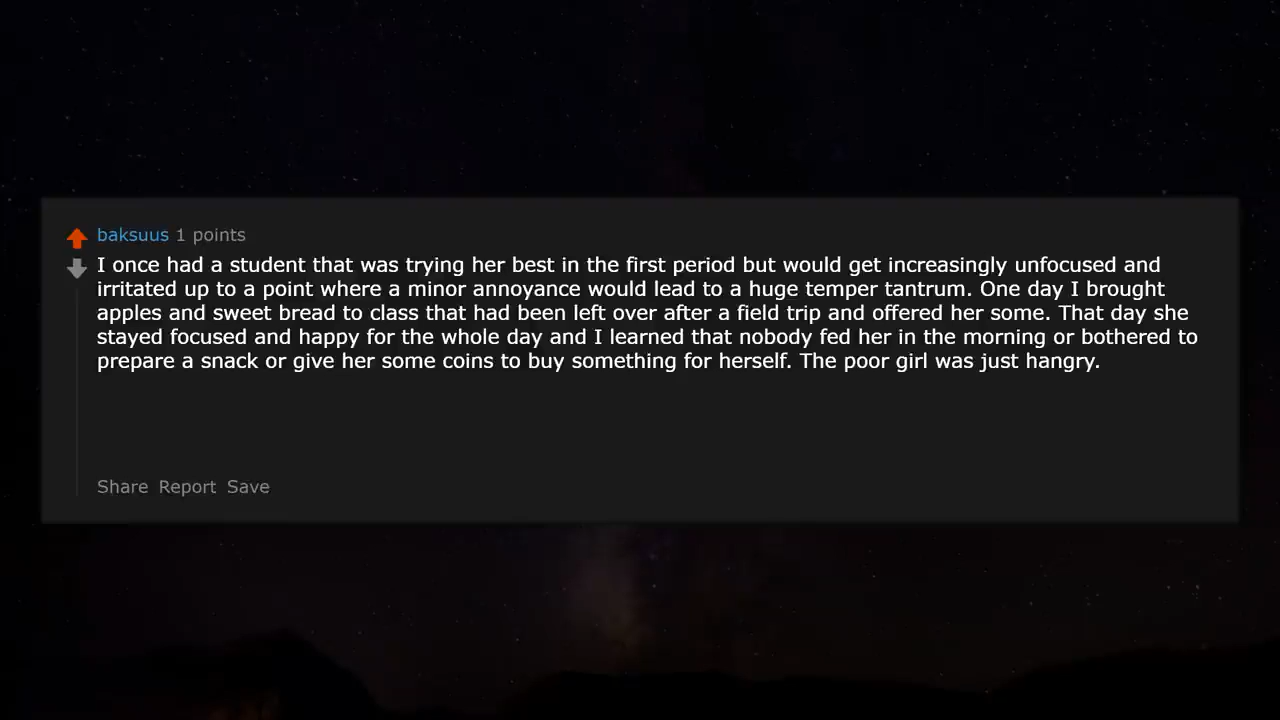 baksuus 1 points
I once had a student that was trying her best in the first period but would get increasingly unfocused and
irritated up to a point where a minor annoyance would lead to a huge temper tantrum. One day I brought
apples and sweet bread to class that had been left over after a field trip and offered her some. That day she
stayed focused and happy for the whole day and I learned that nobody fed her in the morning or bothered to
prepare a snack or give her some coins to buy something for herself. The poor girl was just hangry.
Share Report Save